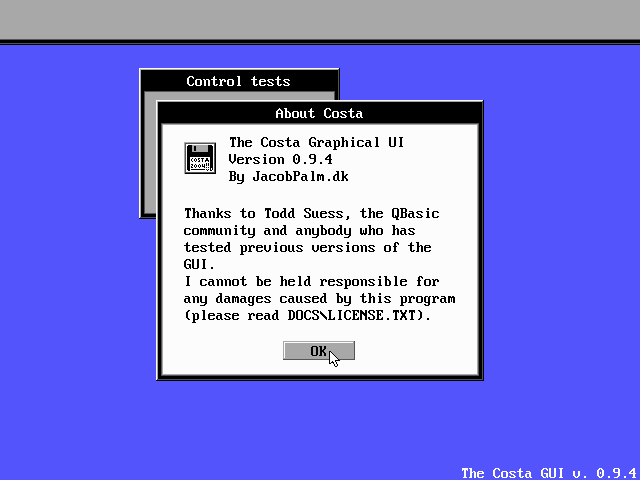 Control tests
About Costa
The Costa Graphical UI
Version 0.9.4
By JacobPalm.dk
COSTA
Thanks to Todd Suess, the QBasic
community and anybody who has
tested previous versions of the
GUI.
I cannot be held responsible for
any damages caused by this program
(please read DOCS\LICENSE.TXT).
OK
The Costa GUI v. 0.9.4